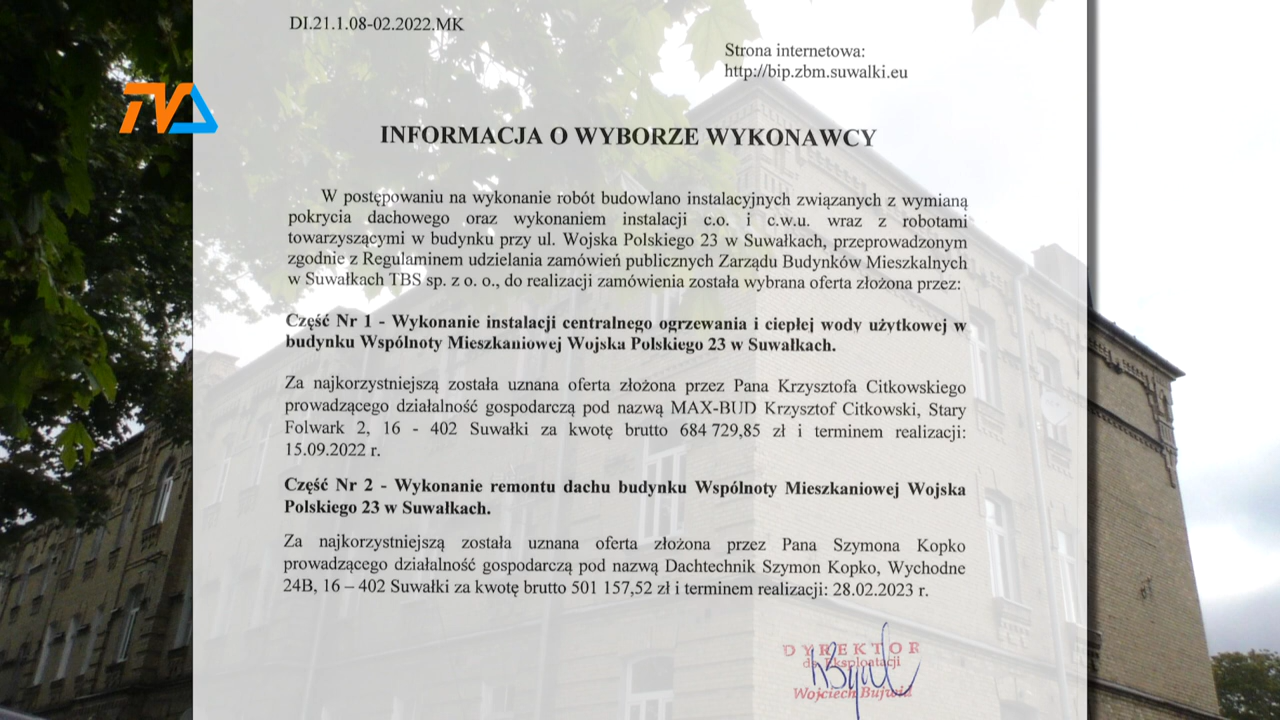 DI.21.1.08-02.2022.MK
Strona internetowa:
http://bip.zbm.suwalki.eu
TVA
INFORMACJA O WYBORZE WYKONAWCY
W postępowaniu na wykonanie robót budowlano instalacyjnych związanych z wymianą
pokrycia dachowego oraz wykonaniem instalacji c.o. i c.w.u. wraz z robotami
towarzyszącymi w budynku przy ul. Wojska Polskiego 23 w Suwałkach, przeprowadzonym
zgodnie z Regulaminem udzielania zamówień publicznych Zarządu Budynków Mieszkalnych
w Suwałkach TBS sp. z o. o., do realizacji zamówienia została wybrana oferta złożona przez:
Część Nr 1 - Wykonanie instalacji centralnego ogrzewania i ciepłej wody użytkowej w
budynku Wspólnoty Mieszkaniowej Wojska Polskiego 23 w Suwałkach.
Za najkorzystniejszą została uznana oferta złożona przez Pana Krzysztofa Citkowskiego
prowadzącego działalność gospodarczą pod nazwą MAX-BUD Krzysztof Citkowski, Stary
Folwark 2, 16 - 402 Suwałki za kwotę brutto 684 729,85 zł i terminem realizacji:
15.09.2022 r.
Część Nr 2 - Wykonanie remontu dachu budynku Wspólnoty Mieszkaniowej Wojska
Polskiego 23 w Suwałkach.
Za najkorzystniejszą została uznana oferta złożona przez Pana Szymona Kopko
prowadzącego działalność gospodarczą pod nazwą Dachtechnik Szymon Kopko, Wychodne
24B, 16 – 402 Suwałki za kwotę brutto 501 157,52 zł i terminem realizacji: 28.02.2023 r.
DYREKTOR
ds Eksploatacji
Wojciech Bujwid